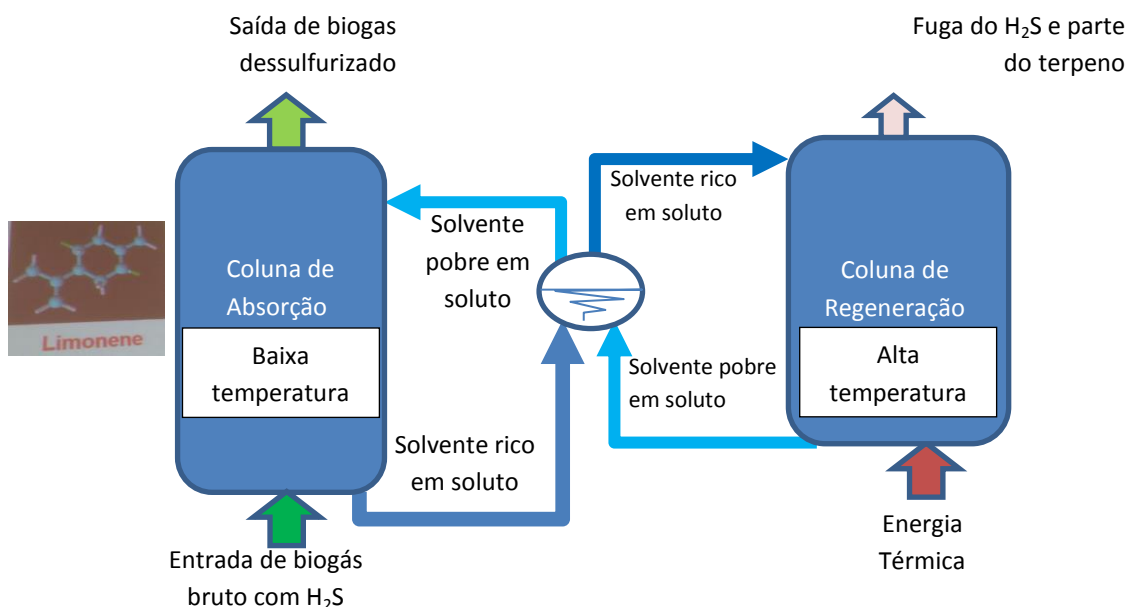 Saída de biogas
dessulfurizado
Fuga do H₂S e parte
do terpeno
Solvente rico
em soluto
Solvente
pobre em
soluto
Limonene
Coluna de
Absorção
Baixa
temperatura
Coluna de
Regeneração
Alta
temperatura
Solvente pobre
em soluto
Solvente rico
em soluto
Entrada de biogás
bruto com H₂S
Energia
Térmica